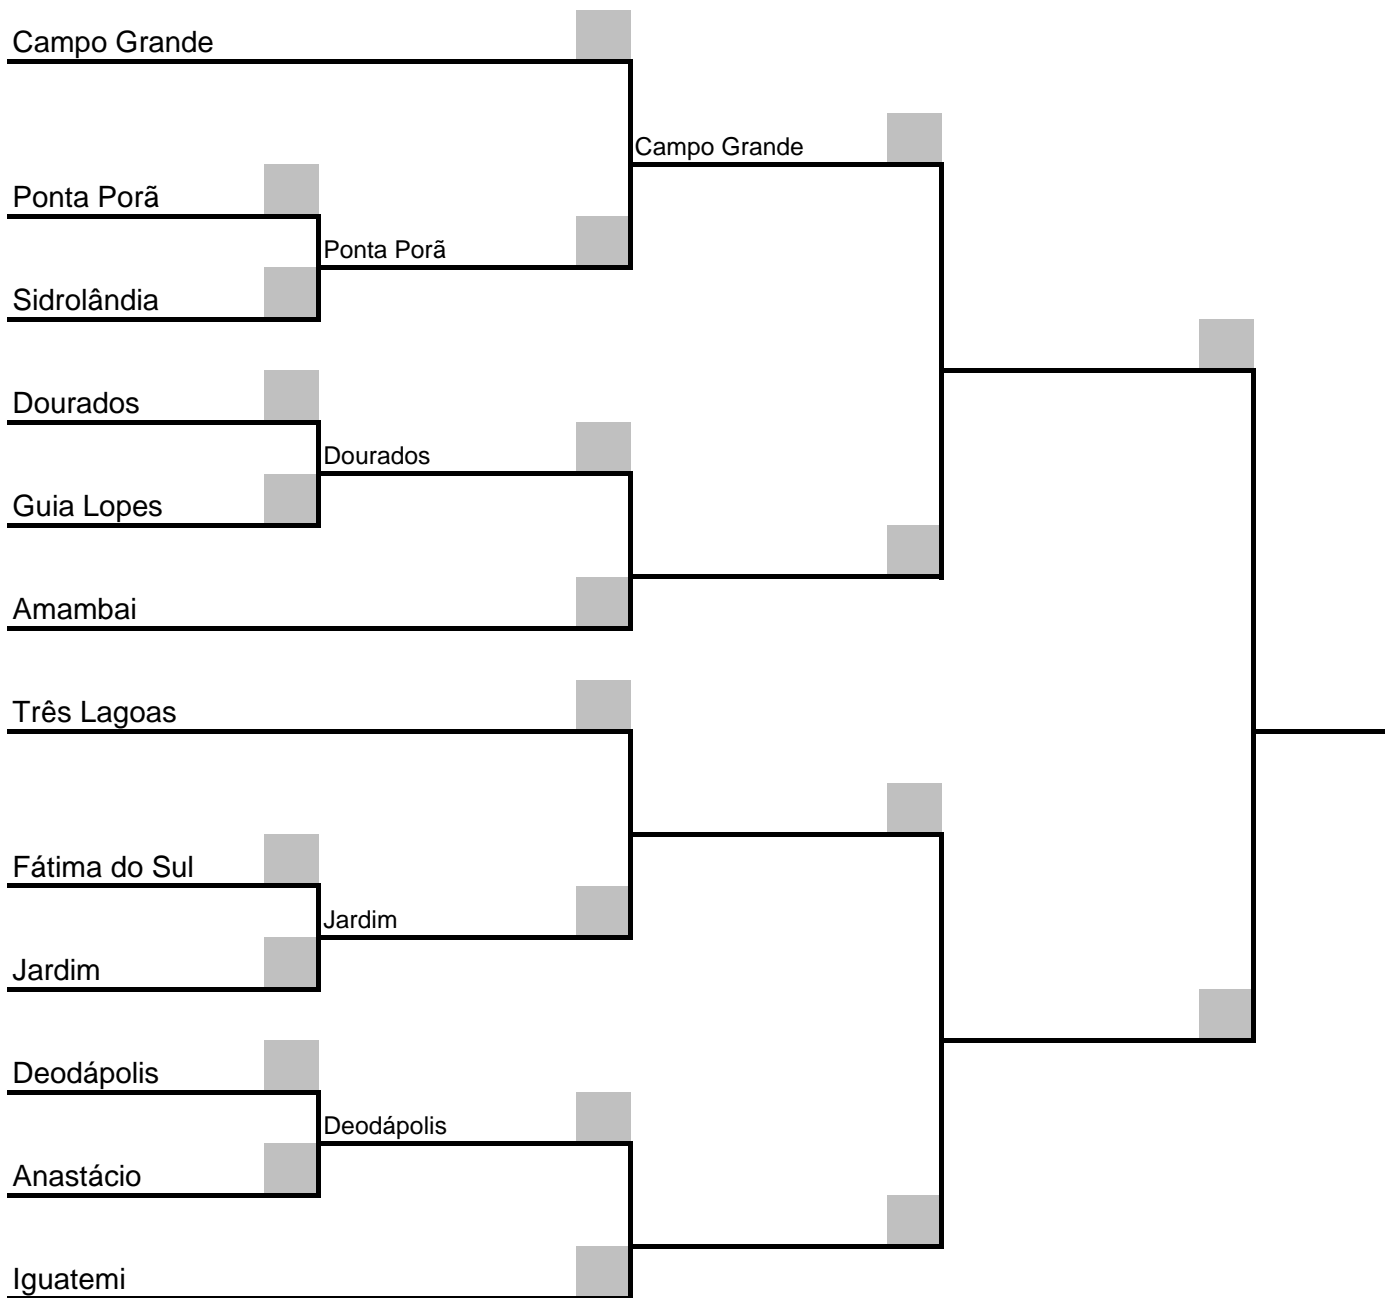 Campo Grande
Campo Grande
Ponta Porã
Ponta Porã
Sidrolândia
Dourados
Dourados
Guia Lopes
Amambai
Três Lagoas
Fátima do Sul
Jardim
Jardim
Deodápolis
Deodápolis
Anastácio
Iguatemi